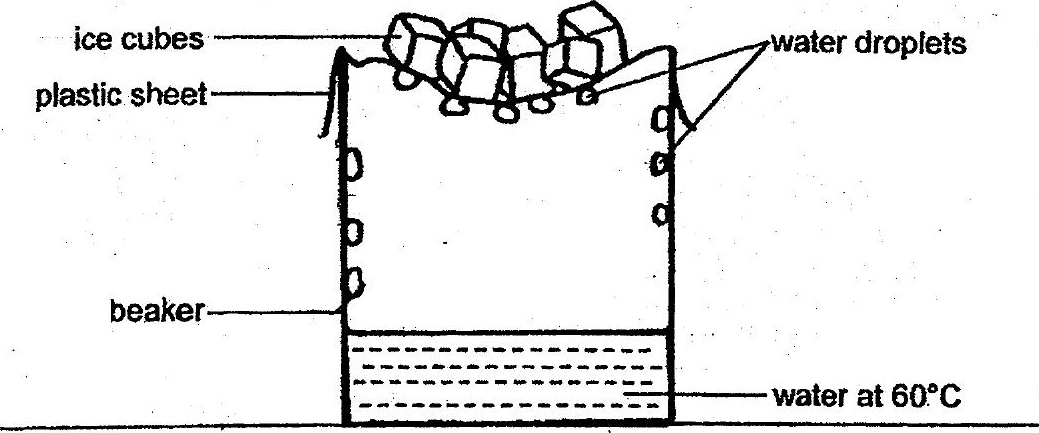 ice cubes
water droplets
plastic sheet
beaker
water at 60°C